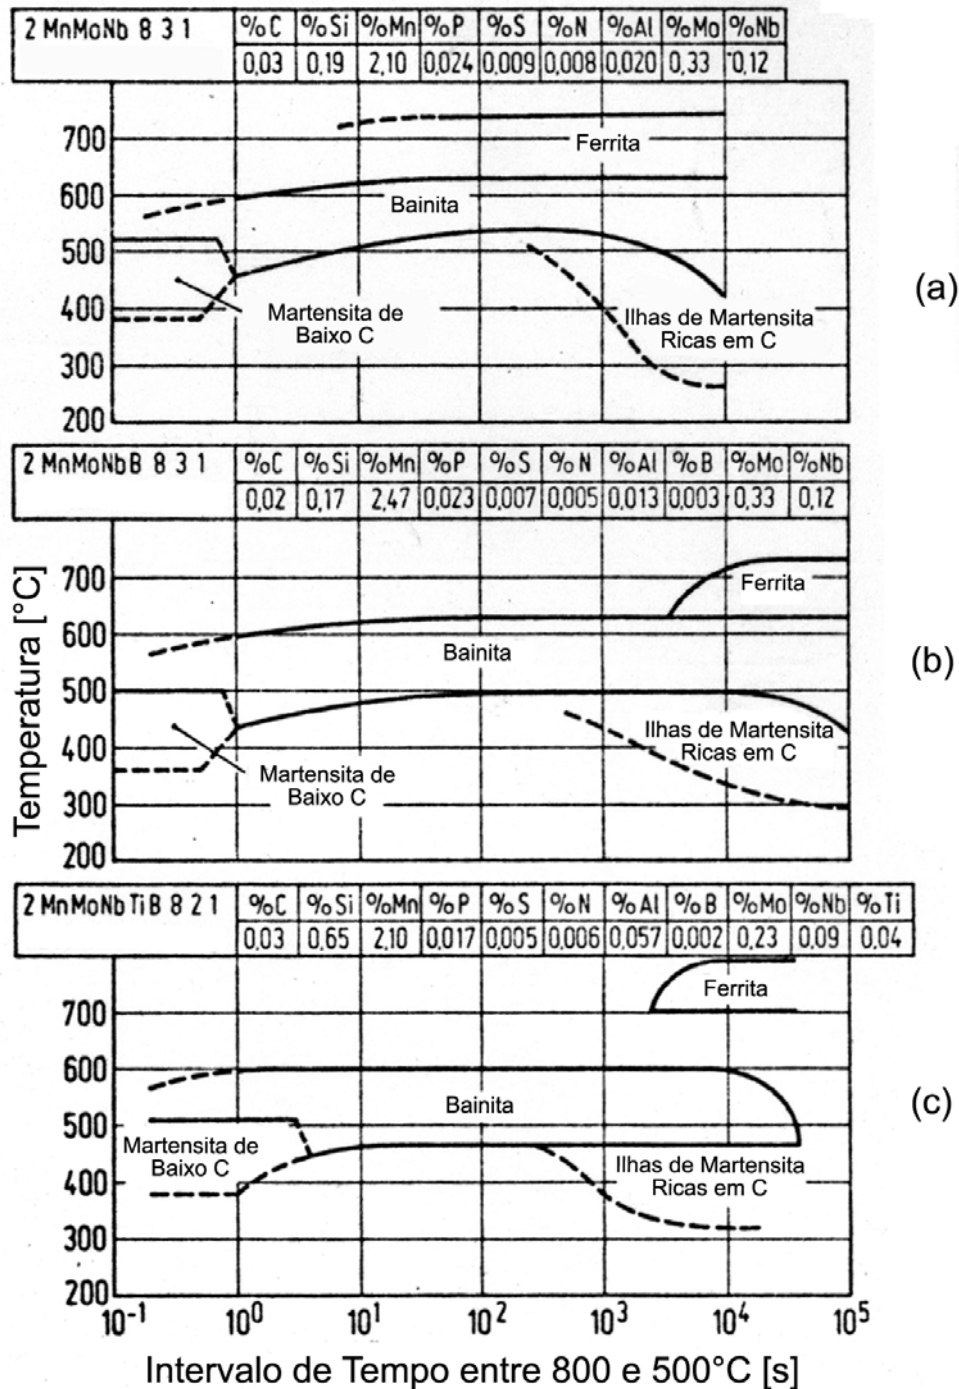 2 MnMoNb 8 3 1 %C %Si %Mn %P %S %N %Al %Mo %Nb
0,03 0,19 2,10 0,024 0,009 0,008 0,020 0,33 0,12
700
Ferrita
600
Bainita
500
400
Martensita de
Baixo C
Ilhas de Martensita
Ricas em C
300
200
(a)
2 MnMoNbB 8 3 1 %C %Si %Mn %P %S %N %Al %B %Mo %Nb
0,02 0,17 2,47 0,023 0,007 0,005 0,013 0,003 0,33 0,12
700
Ferrita
600
Bainita
500
400
Ilhas de Martensita
Ricas em C
Martensita de
Baixo C
300
200
(b)
Temperatura [°C]
2 MnMoNbTiB 8 2 1 %C %Si %Mn %P %S %N %Al %B %Mo %Nb %Ti
0,03 0,65 2,10 0,017 0,005 0,006 0,057 0,002 0,23 0,09 0,04
Ferrita
700
600
Bainita
500
Martensita de
Baixo C
Ilhas de Martensita
Ricas em C
400
300
200
(c)
10⁻¹ 10⁰ 10¹ 10² 10³ 10⁴ 10⁵
Intervalo de Tempo entre 800 e 500°C [s]